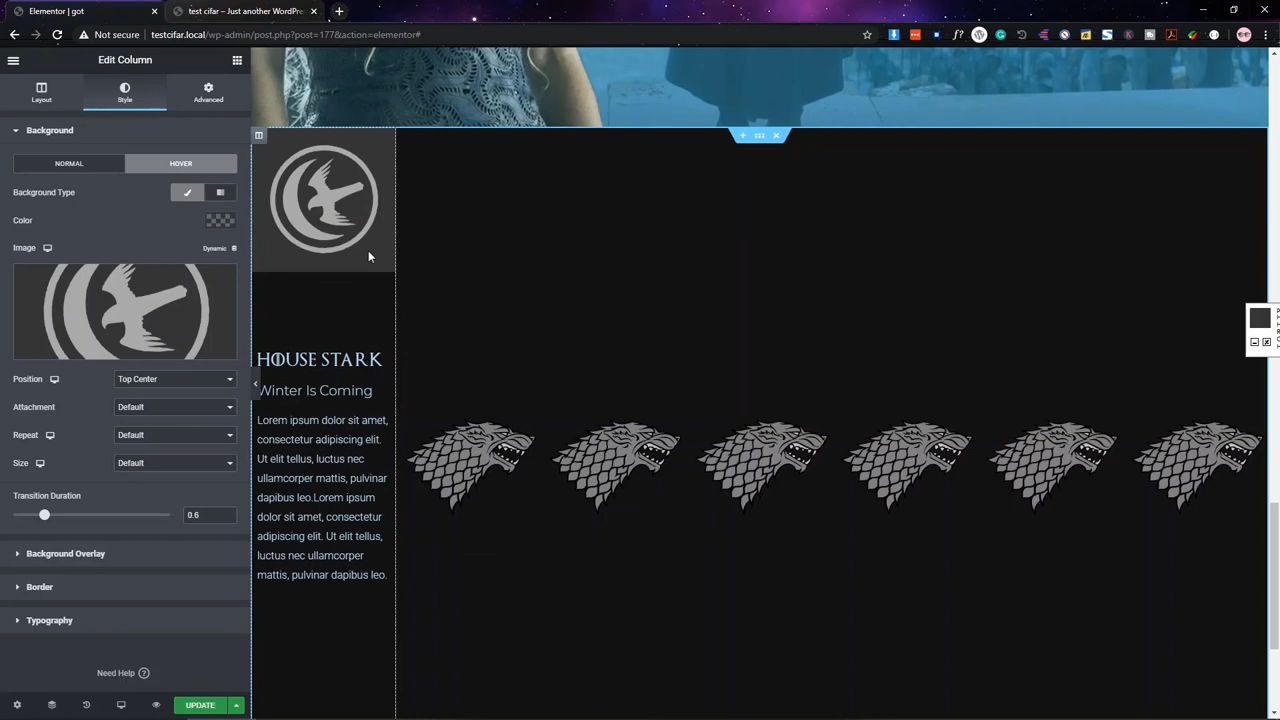 Elementor | got
test cifar – Just another WordPre
Not secure
testcifar.local/wp-admin/post.php?post=177&action=elementor#
Edit Column
Layout
Style
Advanced
Background
NORMAL
HOVER
Background Type
Color
Image
Dynamic
Position
Top Center
Attachment
Default
Repeat
Default
Size
Default
Transition Duration
0.6
Background Overlay
Border
Typography
Need Help
UPDATE
HOUSE STARK
Winter Is Coming
Lorem ipsum dolor sit amet,
consectetur adipiscing elit.
Ut elit tellus, luctus nec
ullamcorper mattis, pulvinar
dapibus leo.Lorem ipsum
dolor sit amet, consectetur
adipiscing elit. Ut elit tellus,
luctus nec ullamcorper
mattis, pulvinar dapibus leo.